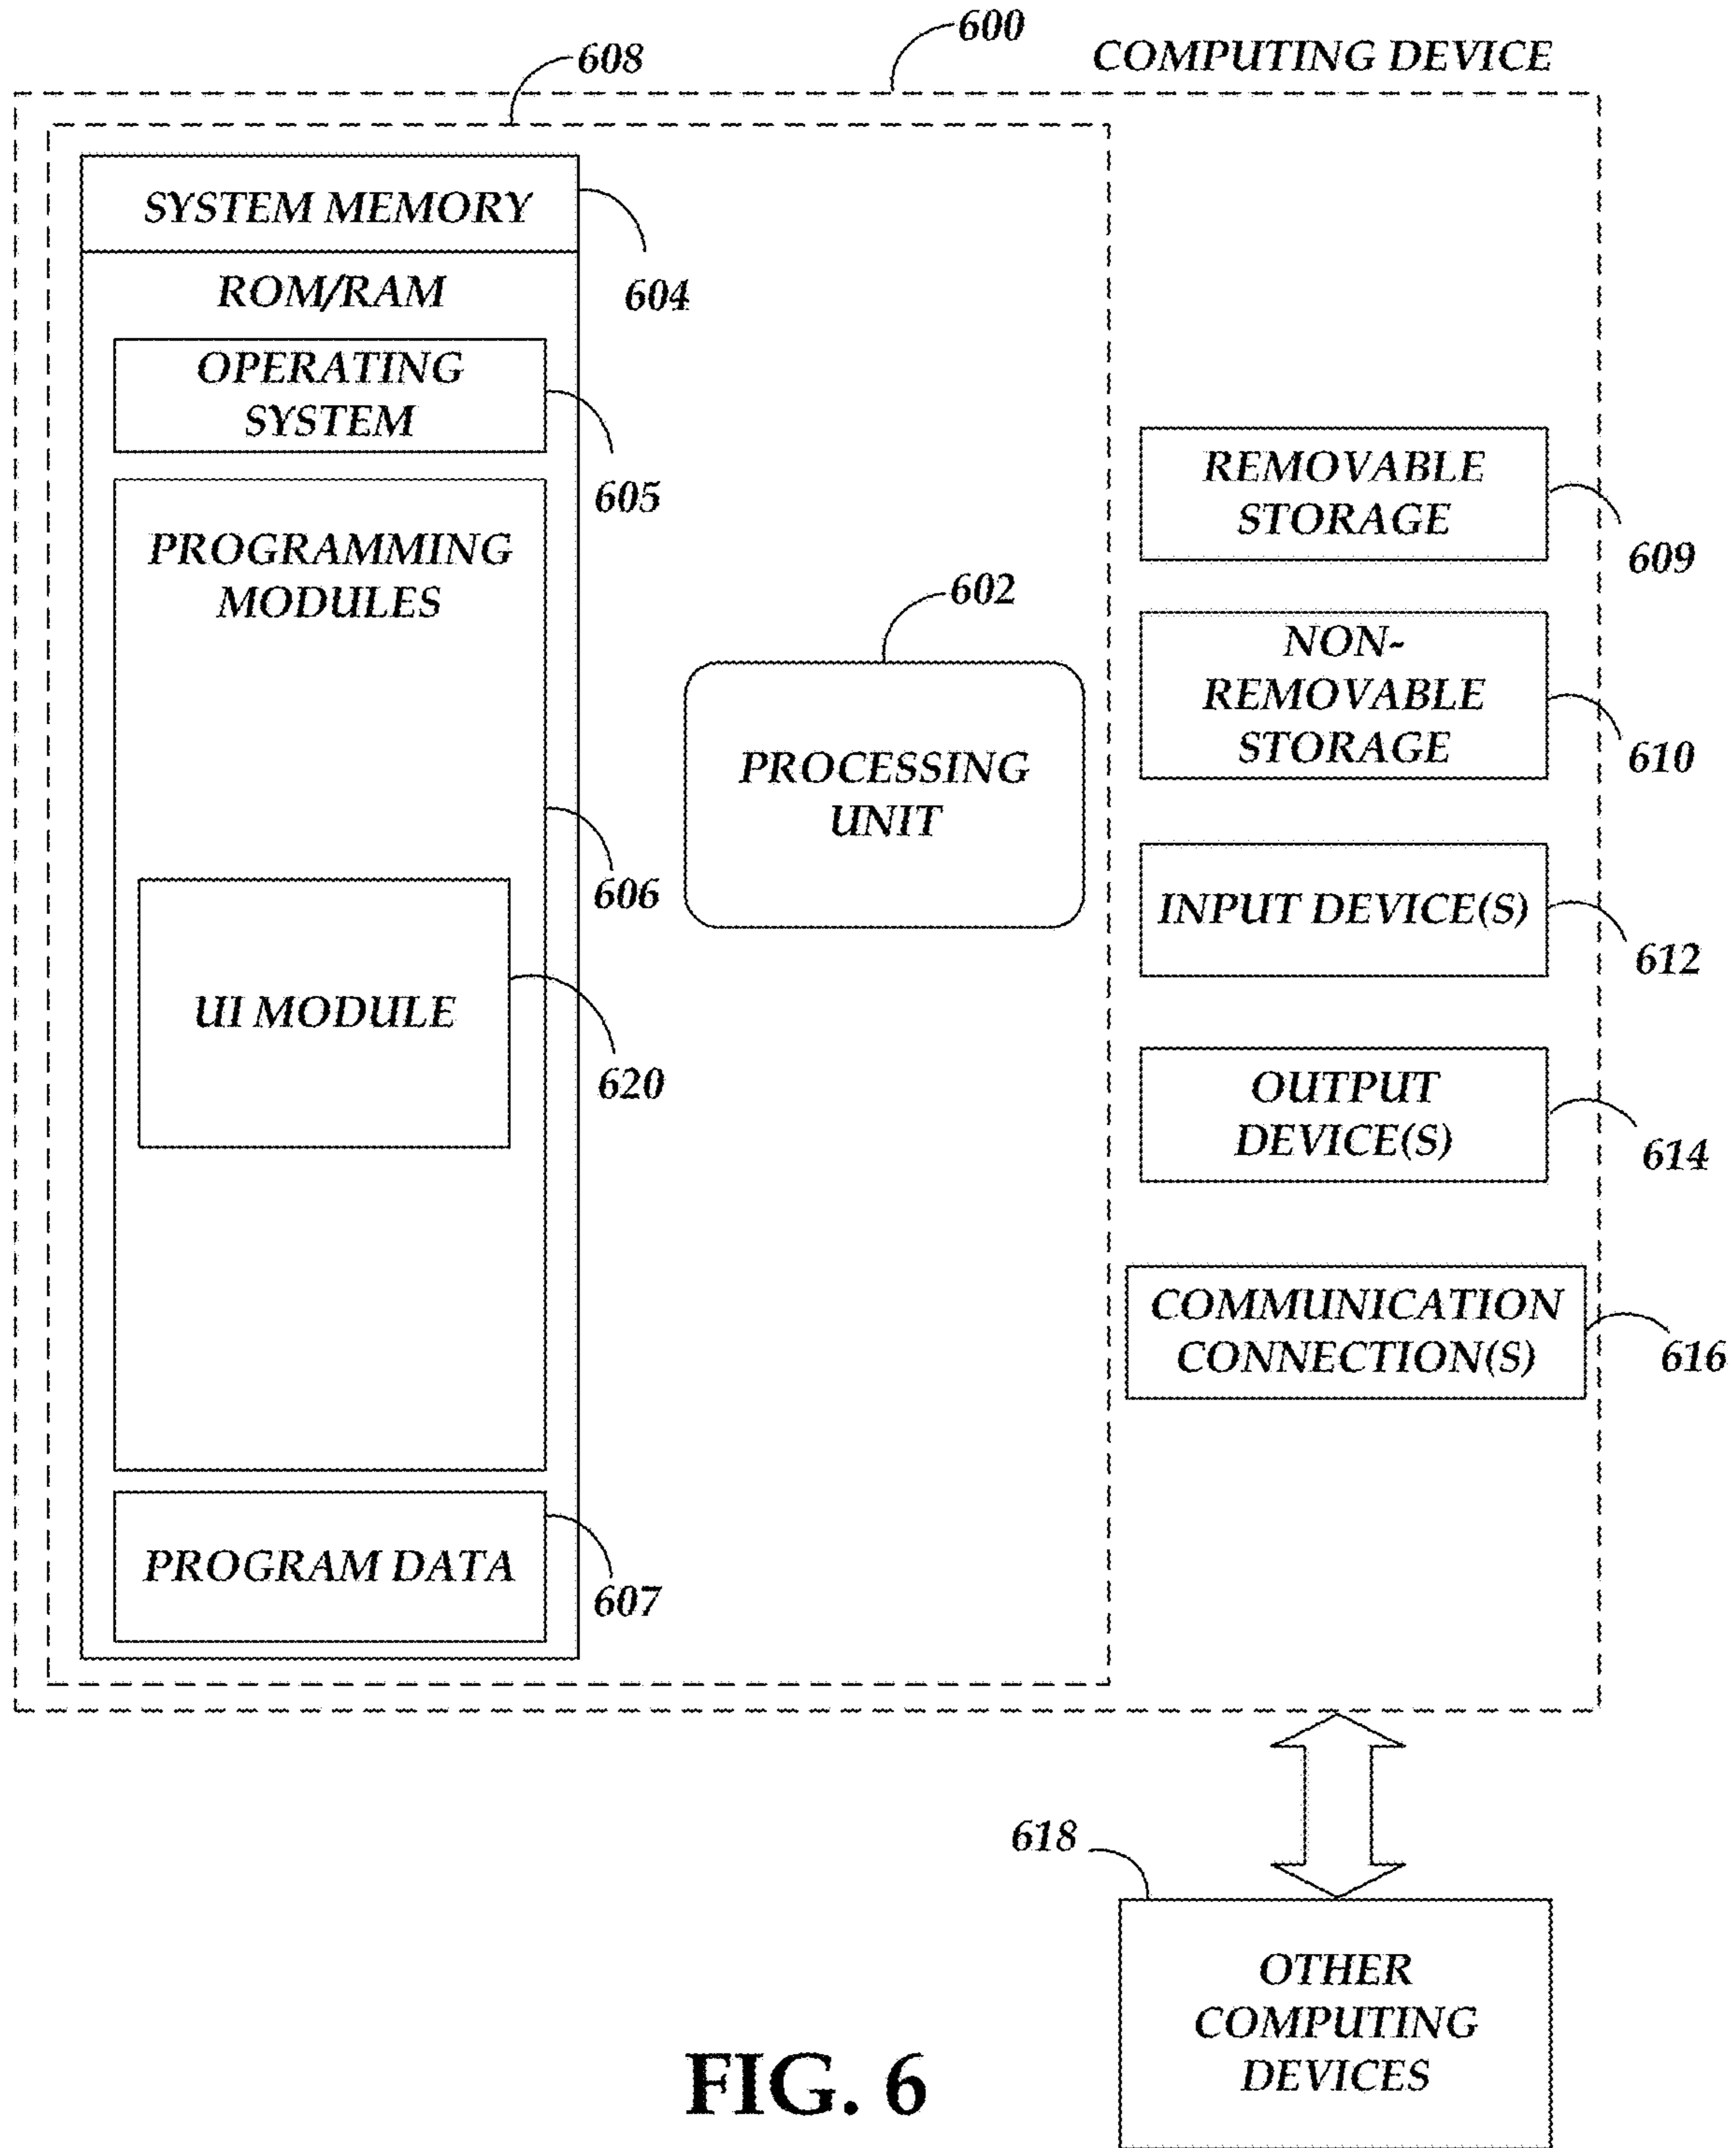 600
COMPUTING DEVICE
608
SYSTEM MEMORY
604
ROM/RAM
OPERATING
SYSTEM
605
PROGRAMMING
MODULES
606
UI MODULE
620
PROGRAM DATA
607
602
PROCESSING
UNIT
REMOVABLE
STORAGE
609
NON-
REMOVABLE
STORAGE
610
INPUT DEVICE(S)
612
OUTPUT
DEVICE(S)
614
COMMUNICATION
CONNECTION(S)
616
618
OTHER
COMPUTING
DEVICES
FIG. 6